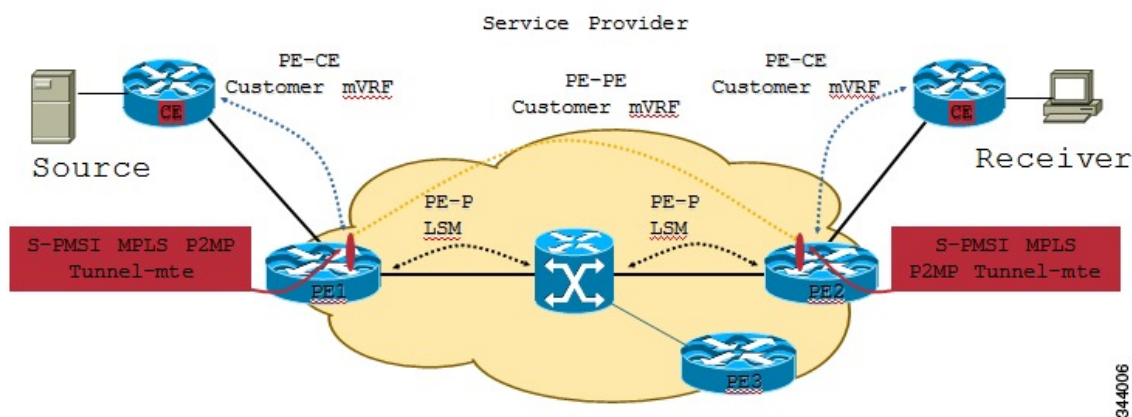 Service Provider
PE-CE
Customer mVRF
PE-PE
Customer mVRF
PE-CE
Customer mVRF
CE
CE
Source
Receiver
PE-P
LSM
PE-P
LSM
S-PMSI MPLS P2MP
Tunnel-mte
S-PMSI MPLS
P2MP Tunnel-mte
PE1
PE2
PE3
344006